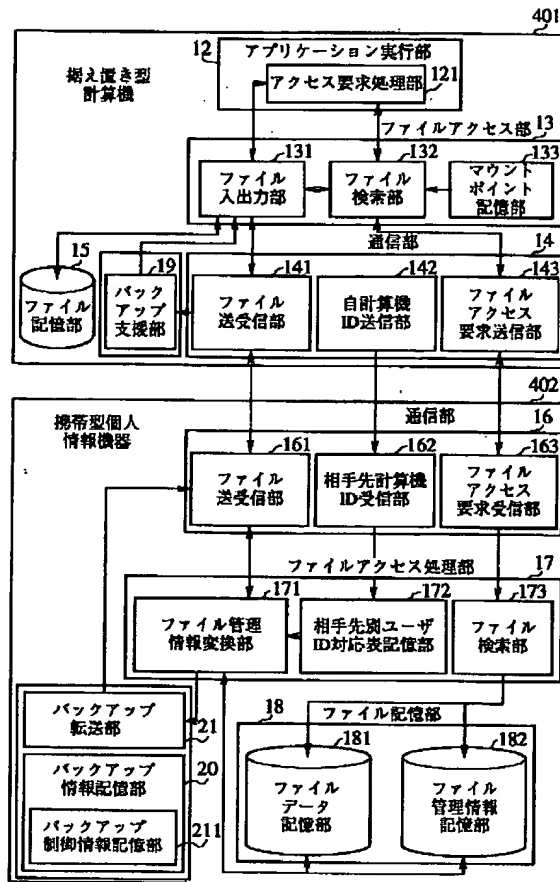 401
据え置き型
計算機
12
アプリケーション実行部
アクセス要求処理部
121
ファイルアクセス部
13
131
ファイル
入出力部
132
ファイル
検索部
133
マウント
ポイント
記憶部
通信部
14
15
ファイル
記憶部
19
バック
アップ
支援部
141
ファイル
送受信部
142
自計算機
ID送信部
143
ファイル
アクセス
要求送信部
402
携帯型個人
情報機器
通信部
16
161
ファイル
送受信部
162
相手先計算機
ID受信部
163
ファイル
アクセス
要求受信部
ファイルアクセス処理部
17
171
ファイル管理
情報変換部
172
相手先別ユーザ
ID対応表記憶部
173
ファイル
検索部
バックアップ
転送部
21
バックアップ
情報記憶部
20
バックアップ
制御情報記憶部
211
18
ファイル記憶部
181
ファイル
データ
記憶部
182
ファイル
管理情報
記憶部